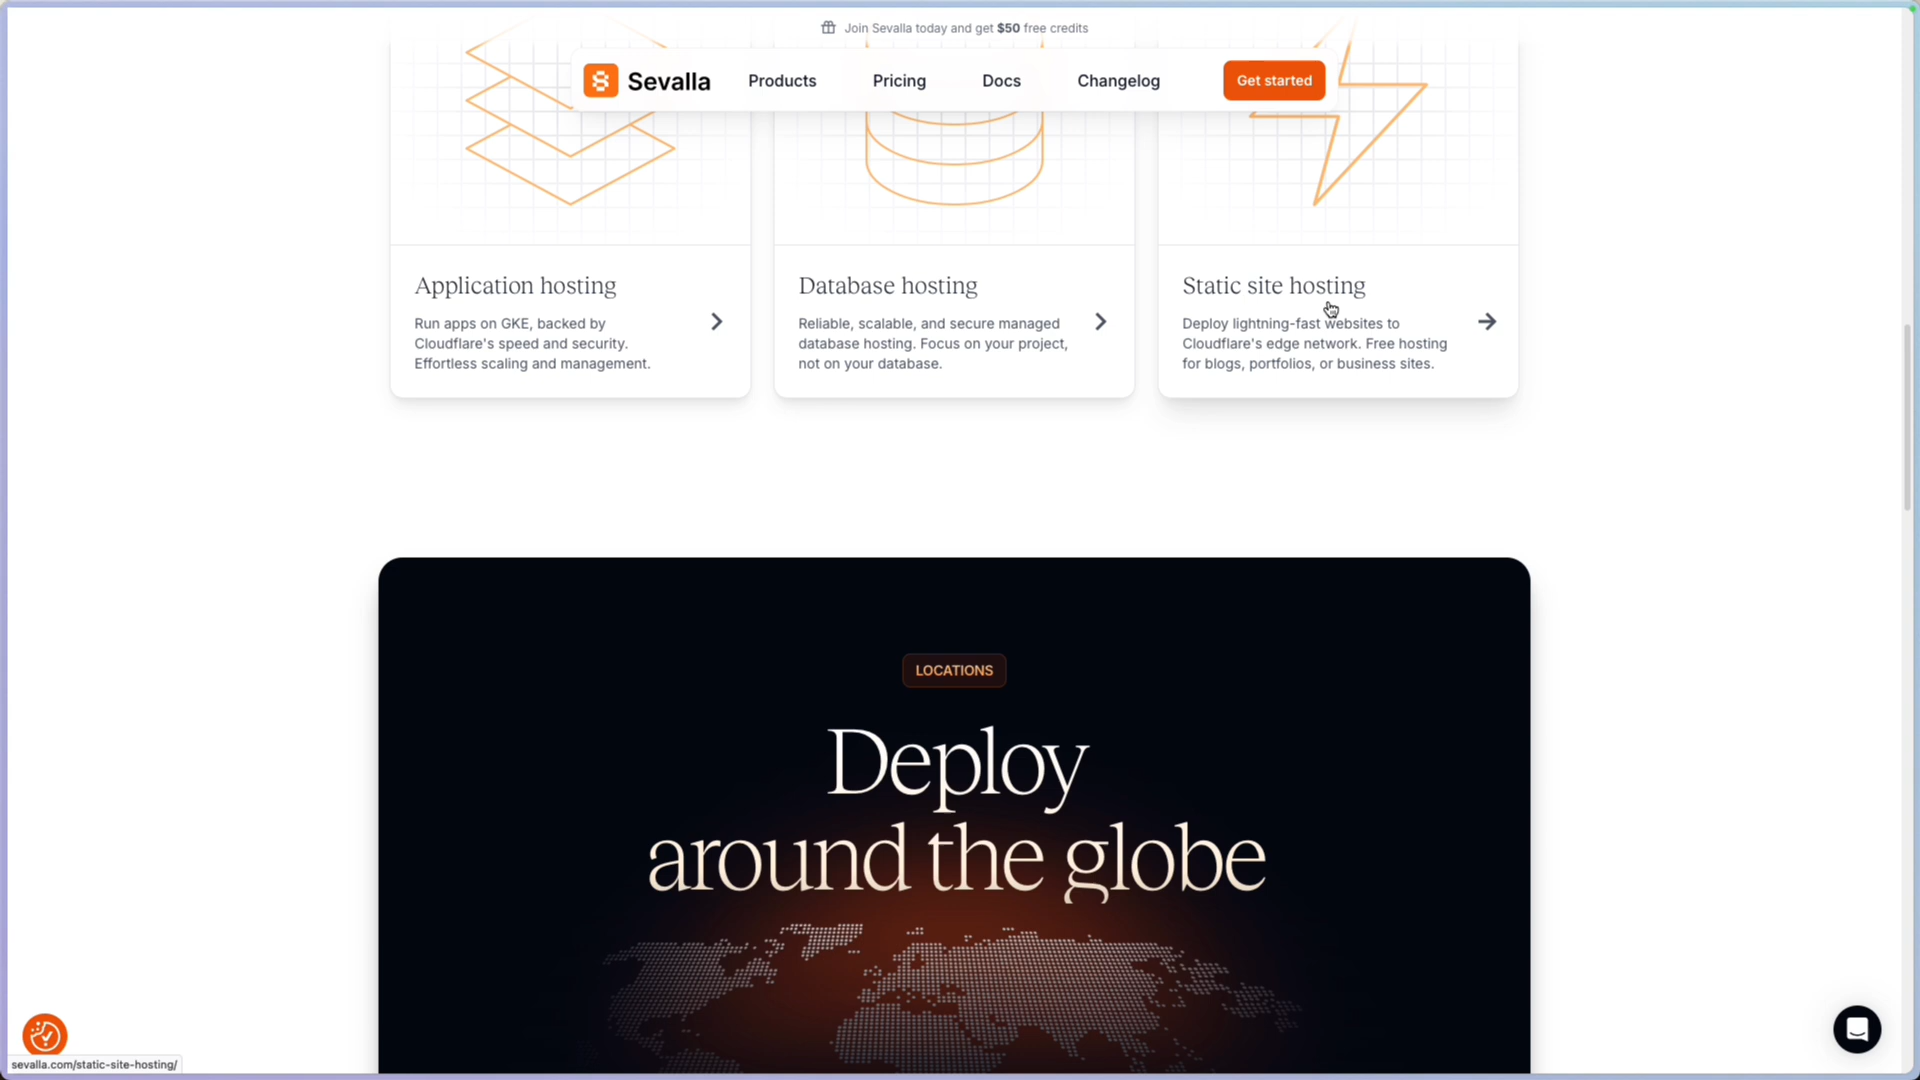 Join Sevalla today and get $50 free credits
Sevalla
Products
Pricing
Docs
Changelog
Get started
Application hosting
Run apps on GKE, backed by
Cloudflare's speed and security.
Effortless scaling and management.
Database hosting
Reliable, scalable, and secure managed
database hosting. Focus on your project,
not on your database.
Static site hosting
Deploy lightning-fast websites to
Cloudflare's edge network. Free hosting
for blogs, portfolios, or business sites.
LOCATIONS
Deploy
around the globe
sevalla.com/static-site-hosting/